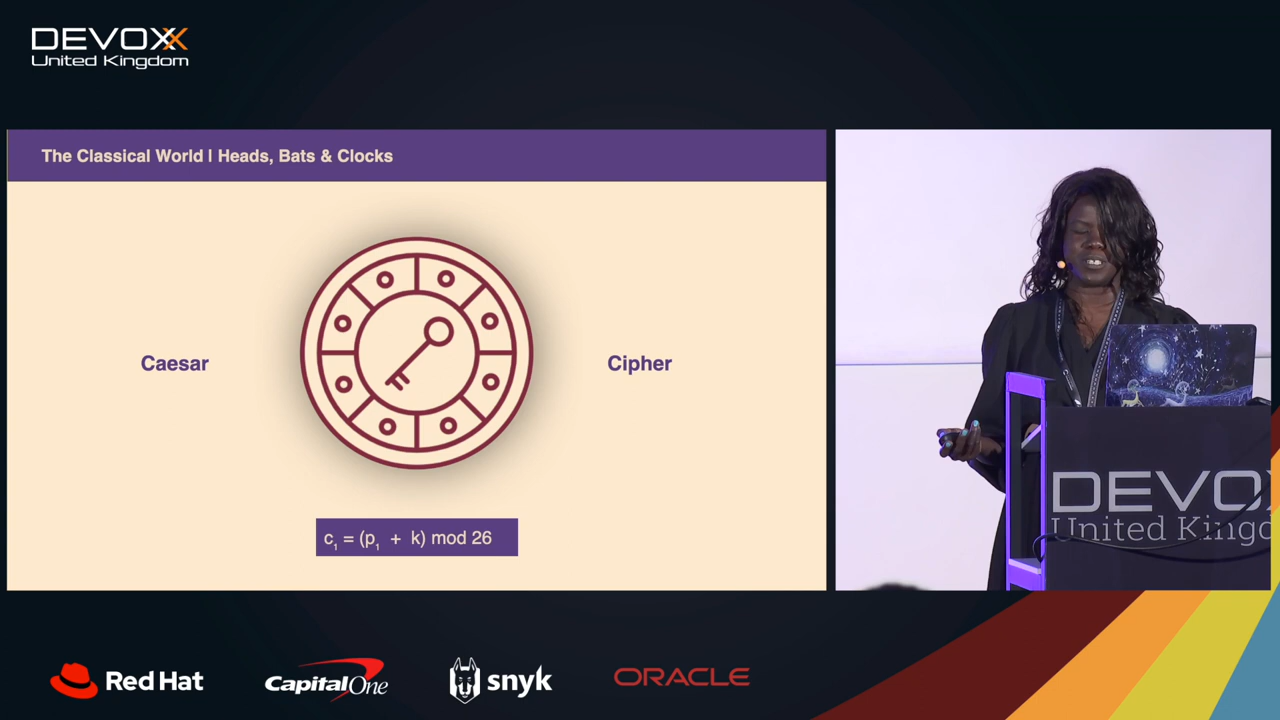 DEVOXX
United Kingdom
The Classical World | Heads, Bats & Clocks
Caesar
Cipher
c₁ = (p₁ + k) mod 26
DEVOX
United Kingd
Red Hat
Capital One
snyk
ORACLE